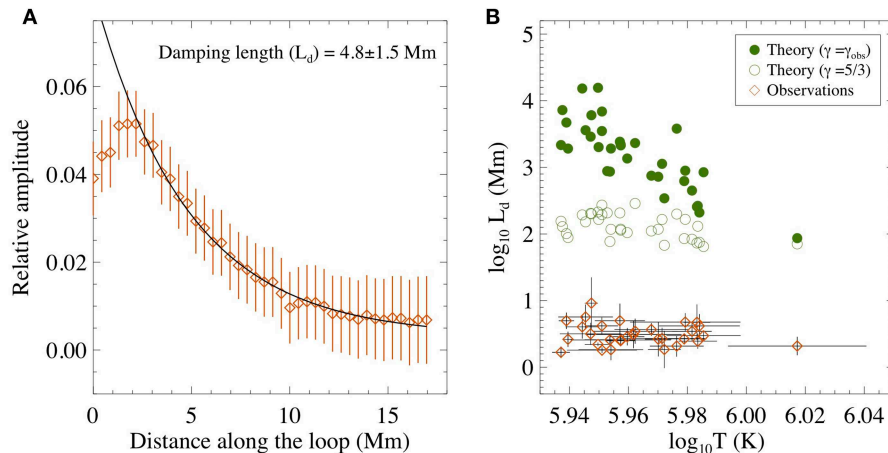 A
Damping length (L_d) = 4.8±1.5 Mm
Relative amplitude
0.06
0.04
0.02
0.00
0 5 10 15
Distance along the loop (Mm)
B
Theory (γ =γ_obs)
Theory (γ =5/3)
Observations
log₁₀ L_d (Mm)
5
4
3
2
1
0
5.94 5.96 5.98 6.00 6.02 6.04
log₁₀T (K)